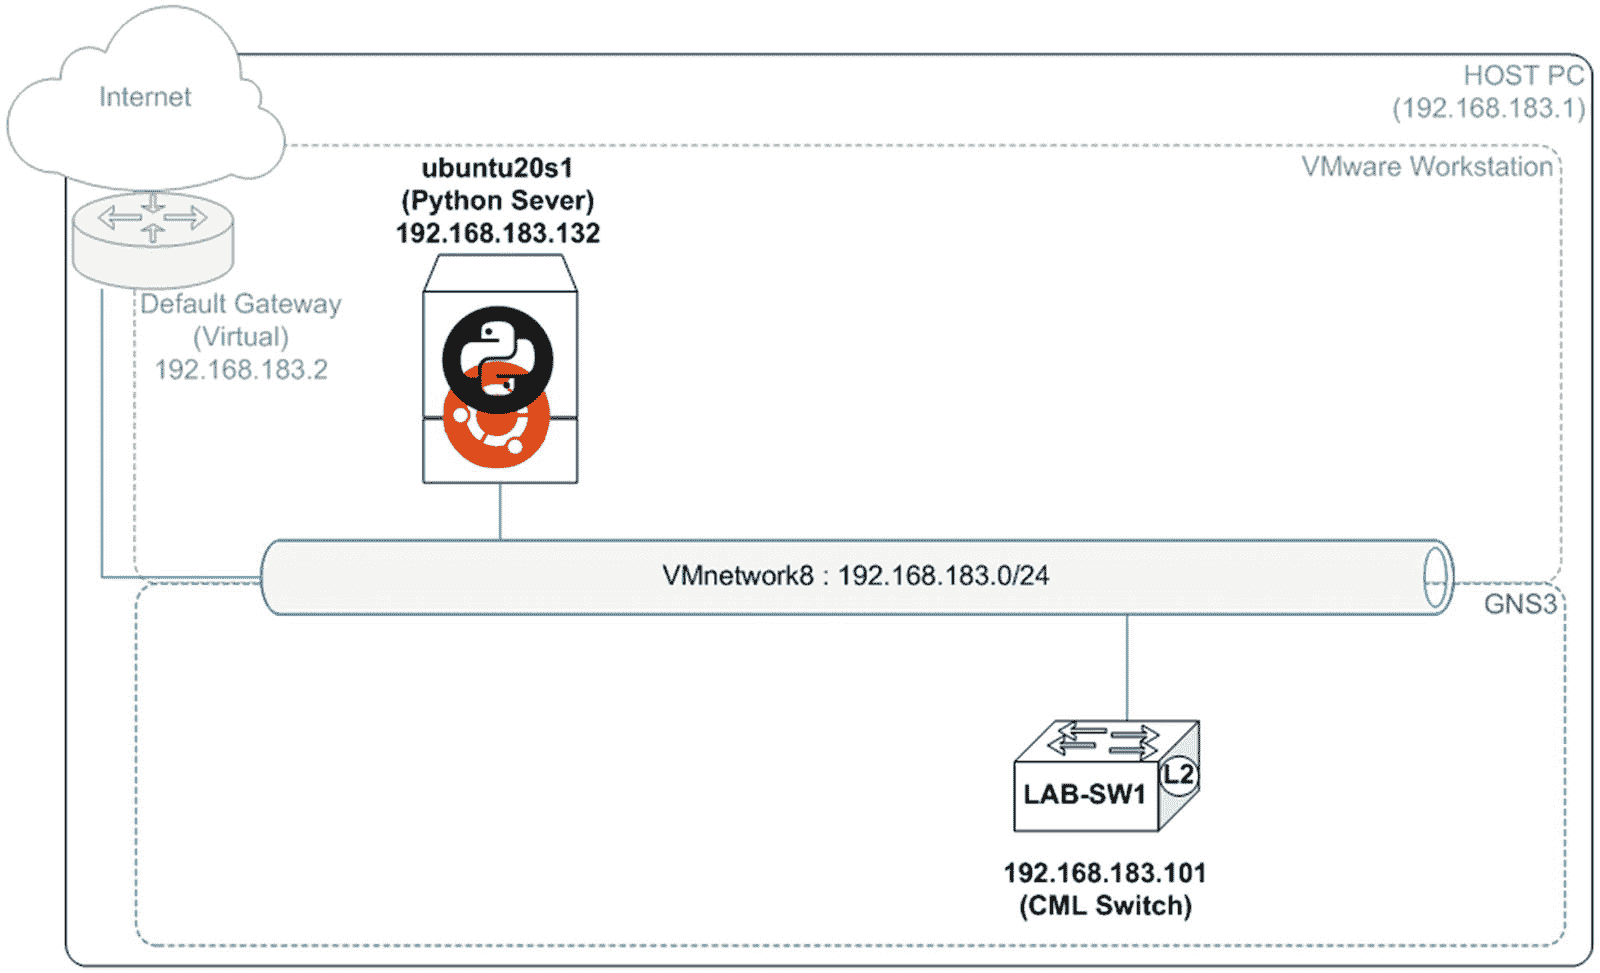 Internet
HOST PC
(192.168.183.1)
VMware Workstation
ubuntu20s1
(Python Sever)
192.168.183.132
Default Gateway
(Virtual)
192.168.183.2
VMnetwork8 : 192.168.183.0/24
GNS3
L2
LAB-SW1
192.168.183.101
(CML Switch)